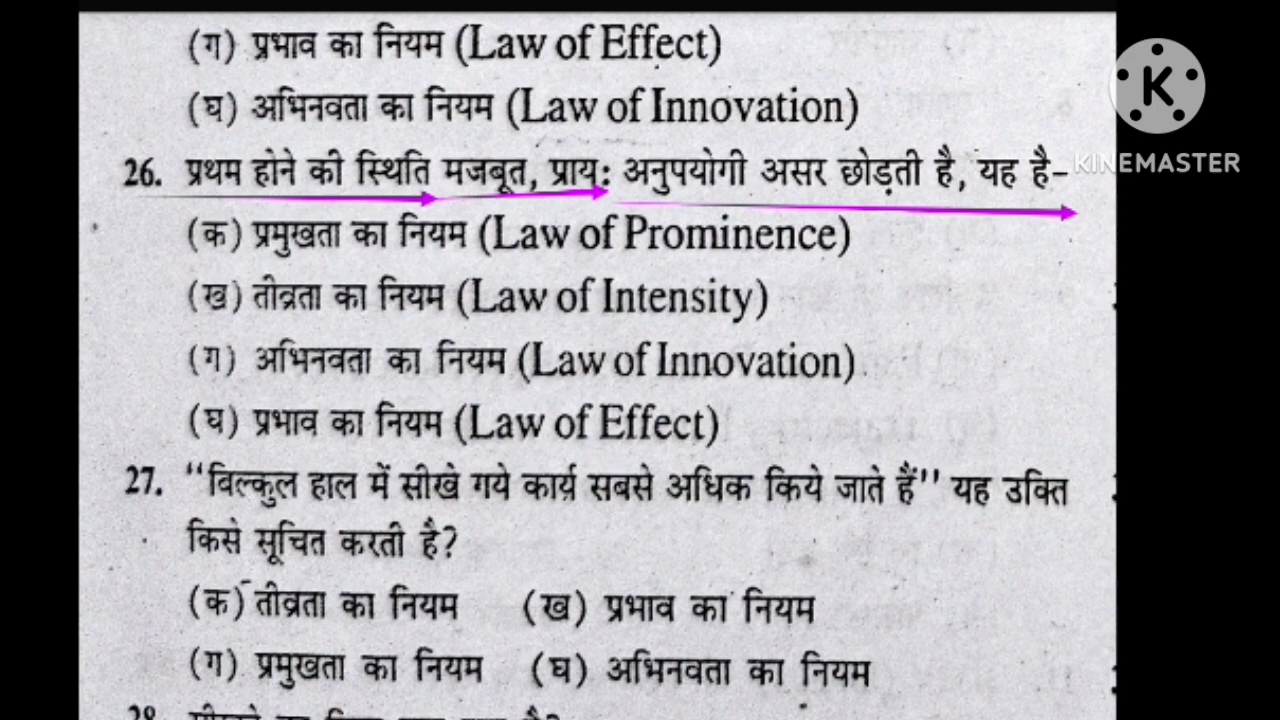 (ग) प्रभाव का नियम (Law of Effect)
(घ) अभिनवता का नियम (Law of Innovation)
26. प्रथम होने की स्थिति मजबूत, प्रायः अनुपयोगी असर छोड़ती है, यह है–
KINEMASTER
(क) प्रमुखता का नियम (Law of Prominence)
(ख) तीव्रता का नियम (Law of Intensity)
(ग) अभिनवता का नियम (Law of Innovation)
(घ) प्रभाव का नियम (Law of Effect)
27. "विल्कुल हाल में सीखे गये कार्य सबसे अधिक किये जाते हैं" यह उक्ति
किसे सूचित करती है?
(क) तीव्रता का नियम (ख) प्रभाव का नियम
(ग) प्रमुखता का नियम (घ) अभिनवता का नियम
28.